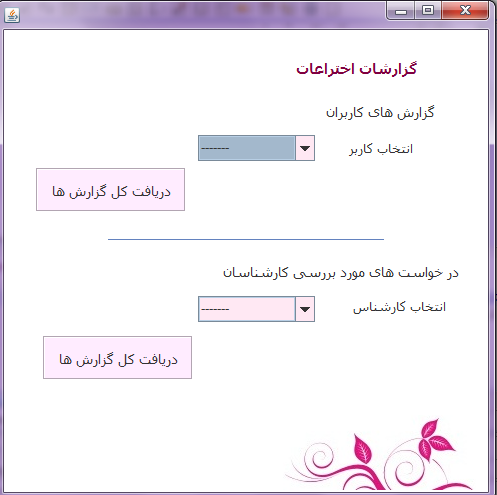 گزارشات اختراعات
گزارش های کاربران
انتخاب کاربر
-------
دریافت کل گزارش ها
در خواست های مورد بررسی کارشناسان
انتخاب کارشناس
-------
دریافت کل گزارش ها